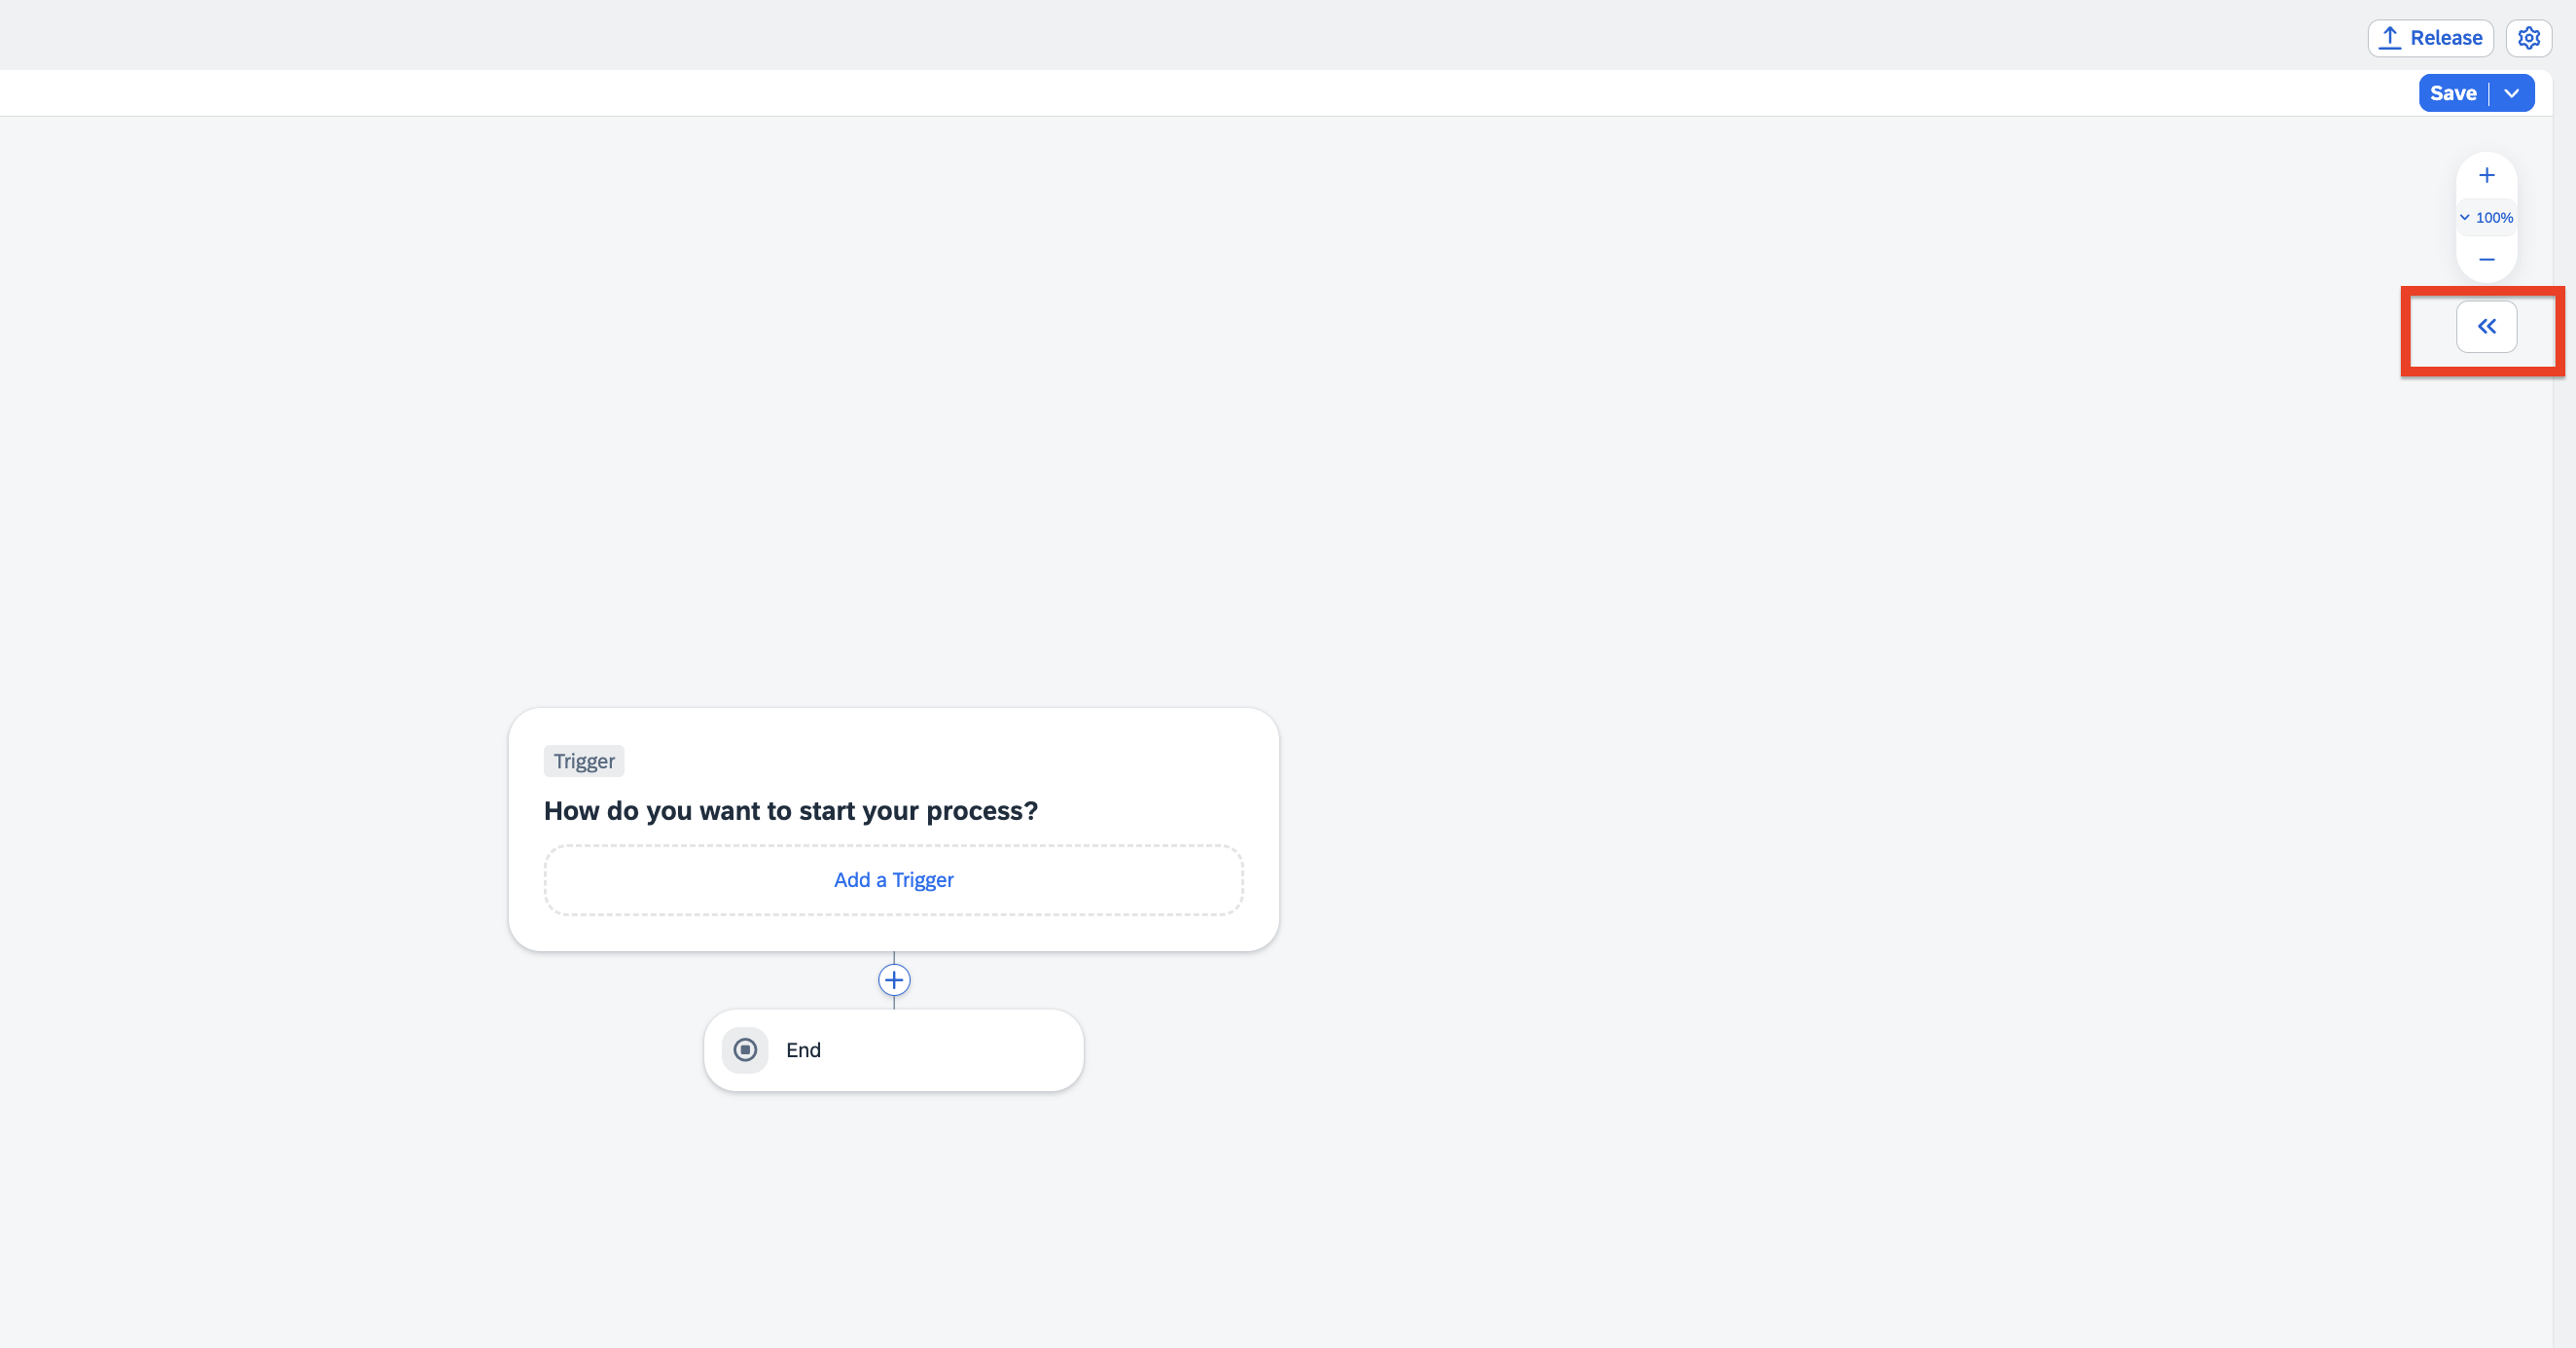 Release
Save
100%
Trigger
How do you want to start your process?
Add a Trigger
End